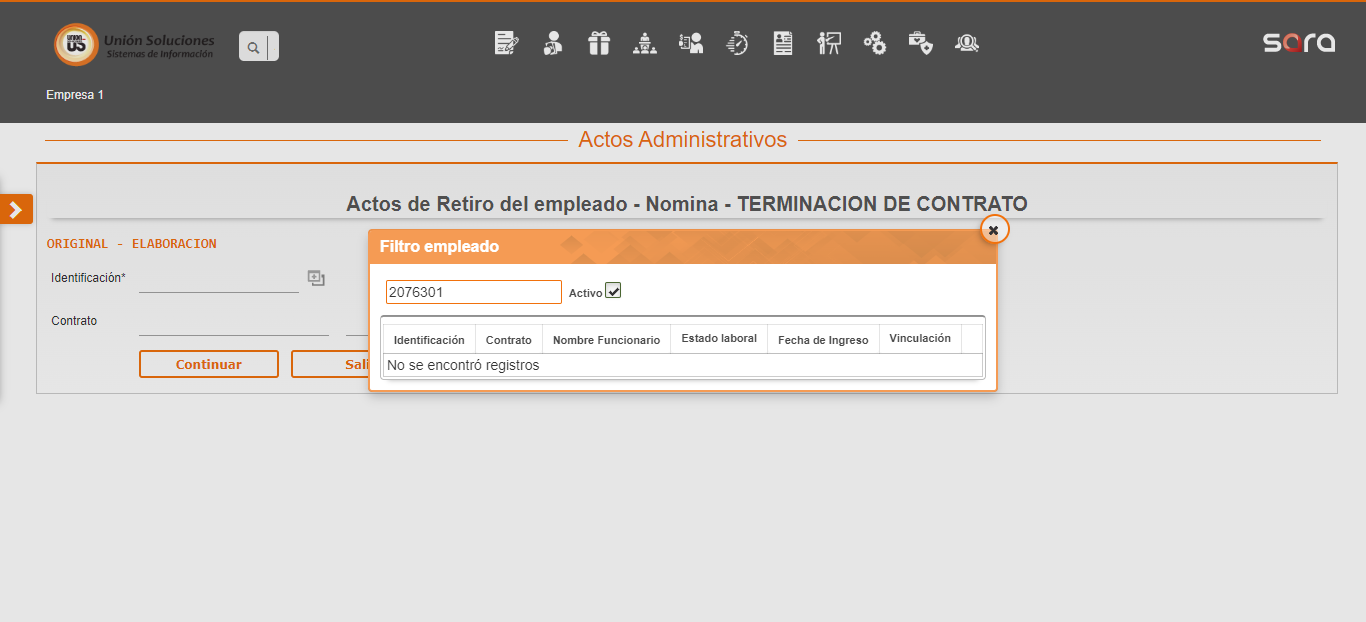 UNION
US
Unión Soluciones
Sistemas de Información
sara
Empresa 1
Actos Administrativos
Actos de Retiro del empleado - Nomina - TERMINACION DE CONTRATO
ORIGINAL - ELABORACION
Filtro empleado
Identificación*
2076301 Activo
Contrato
Identificación Contrato Nombre Funcionario Estado laboral Fecha de Ingreso Vinculación
No se encontró registros
Continuar Sali